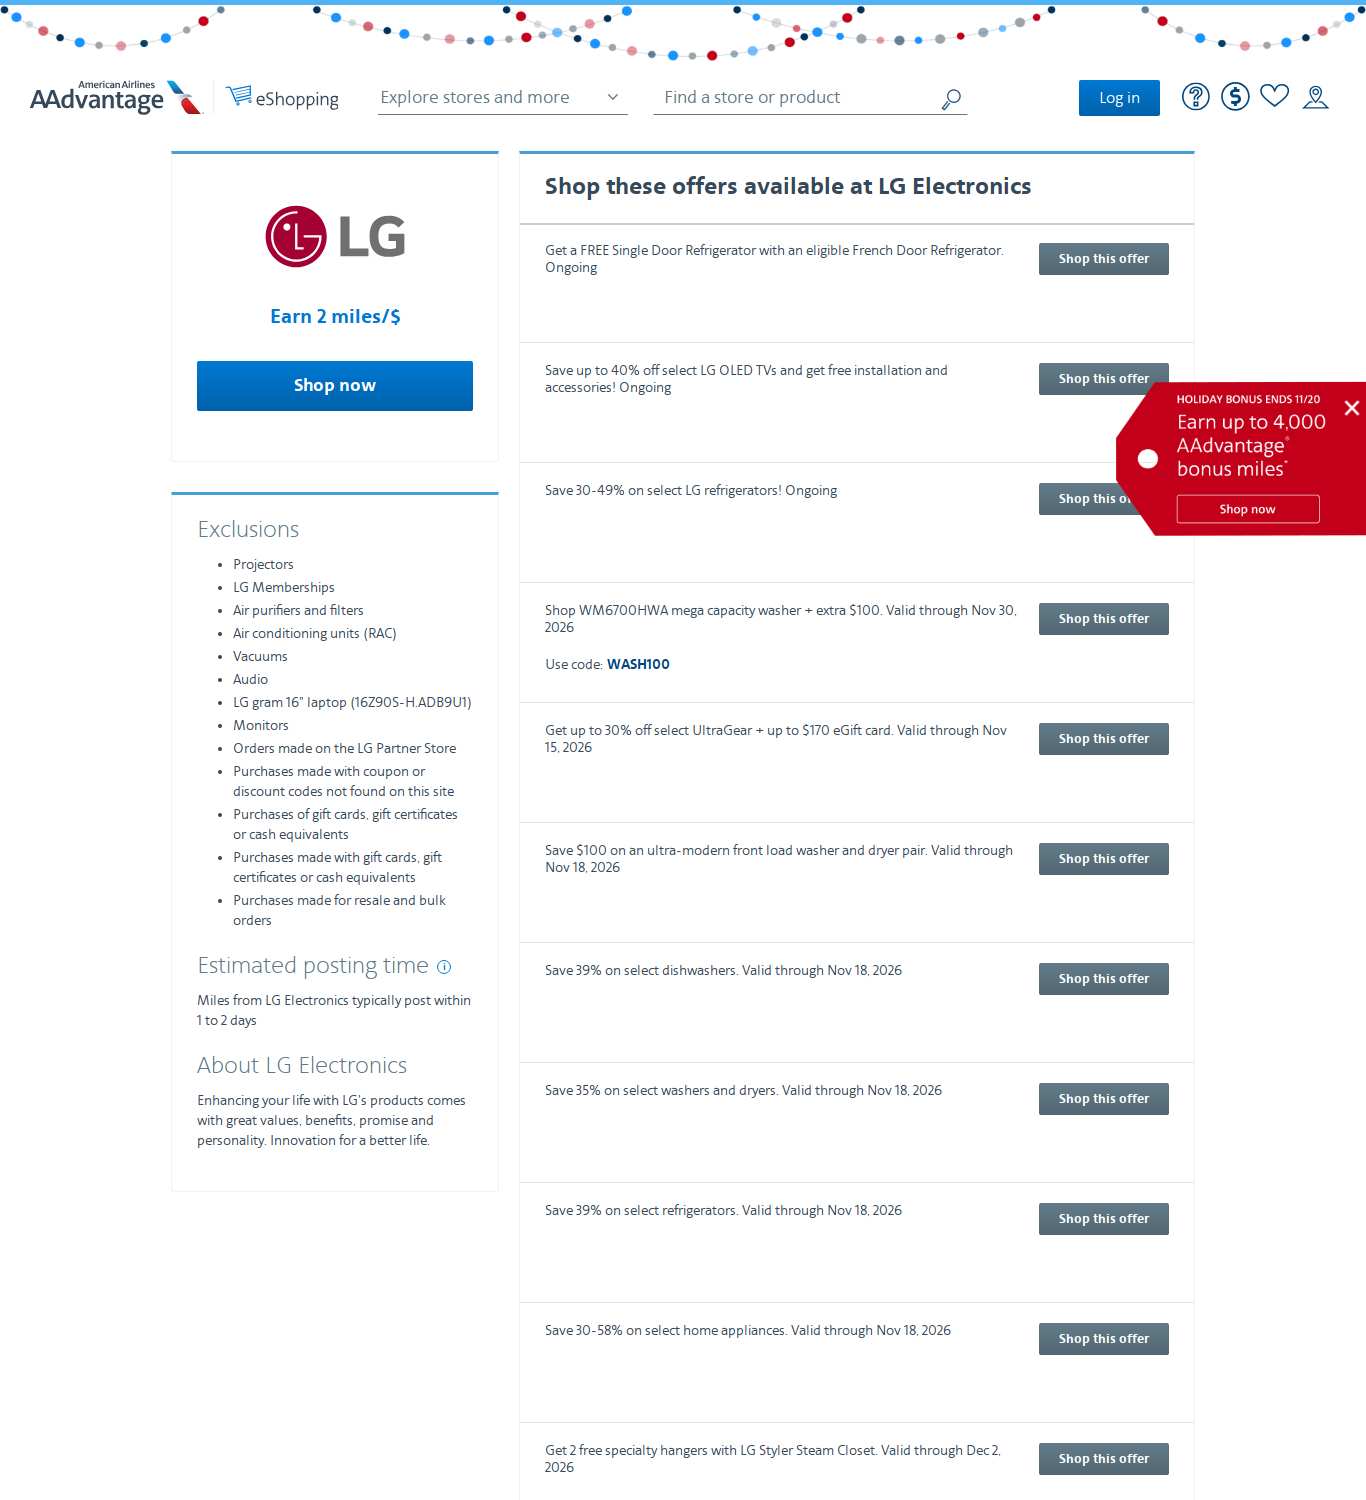 American Airlines
AAdvantage
eShopping
Explore stores and more
Find a store or product
Log in
LG
Earn 2 miles/$
Shop now
Exclusions
• Projectors
• LG Memberships
• Air purifiers and filters
• Air conditioning units (RAC)
• Vacuums
• Audio
• LG gram 16" laptop (16Z90S-H.ADB9U1)
• Monitors
• Orders made on the LG Partner Store
• Purchases made with coupon or
discount codes not found on this site
• Purchases of gift cards, gift certificates
or cash equivalents
• Purchases made with gift cards, gift
certificates or cash equivalents
• Purchases made for resale and bulk
orders
Estimated posting time
Miles from LG Electronics typically post within
1 to 2 days
About LG Electronics
Enhancing your life with LG's products comes
with great values, benefits, promise and
personality. Innovation for a better life.
Shop these offers available at LG Electronics
Get a FREE Single Door Refrigerator with an eligible French Door Refrigerator.
Ongoing
Shop this offer
Save up to 40% off select LG OLED TVs and get free installation and
accessories! Ongoing
Shop this offer
Save 30-49% on select LG refrigerators! Ongoing
Shop this
HOLIDAY BONUS ENDS 11/20
Earn up to 4,000
AAdvantage®
bonus miles*
Shop now
Shop WM6700HWA mega capacity washer + extra $100. Valid through Nov 30,
2026
Use code: WASH100
Shop this offer
Get up to 30% off select UltraGear + up to $170 eGift card. Valid through Nov
15, 2026
Shop this offer
Save $100 on an ultra-modern front load washer and dryer pair. Valid through
Nov 18, 2026
Shop this offer
Save 39% on select dishwashers. Valid through Nov 18, 2026
Shop this offer
Save 35% on select washers and dryers. Valid through Nov 18, 2026
Shop this offer
Save 39% on select refrigerators. Valid through Nov 18, 2026
Shop this offer
Save 30-58% on select home appliances. Valid through Nov 18, 2026
Shop this offer
Get 2 free specialty hangers with LG Styler Steam Closet. Valid through Dec 2,
2026
Shop this offer